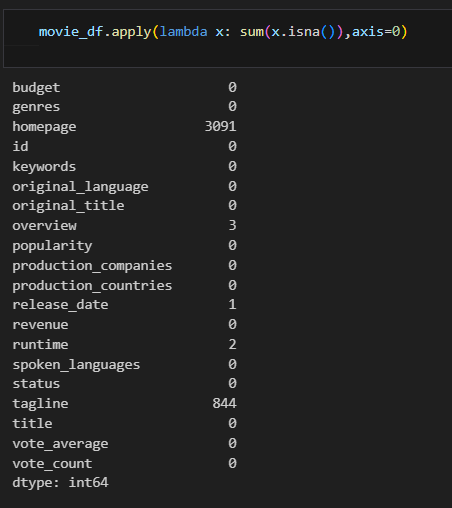 movie_df.apply(lambda x: sum(x.isna()),axis=0)
budget 0
genres 0
homepage 3091
id 0
keywords 0
original_language 0
original_title 0
overview 3
popularity 0
production_companies 0
production_countries 0
release_date 1
revenue 0
runtime 2
spoken_languages 0
status 0
tagline 844
title 0
vote_average 0
vote_count 0
dtype: int64